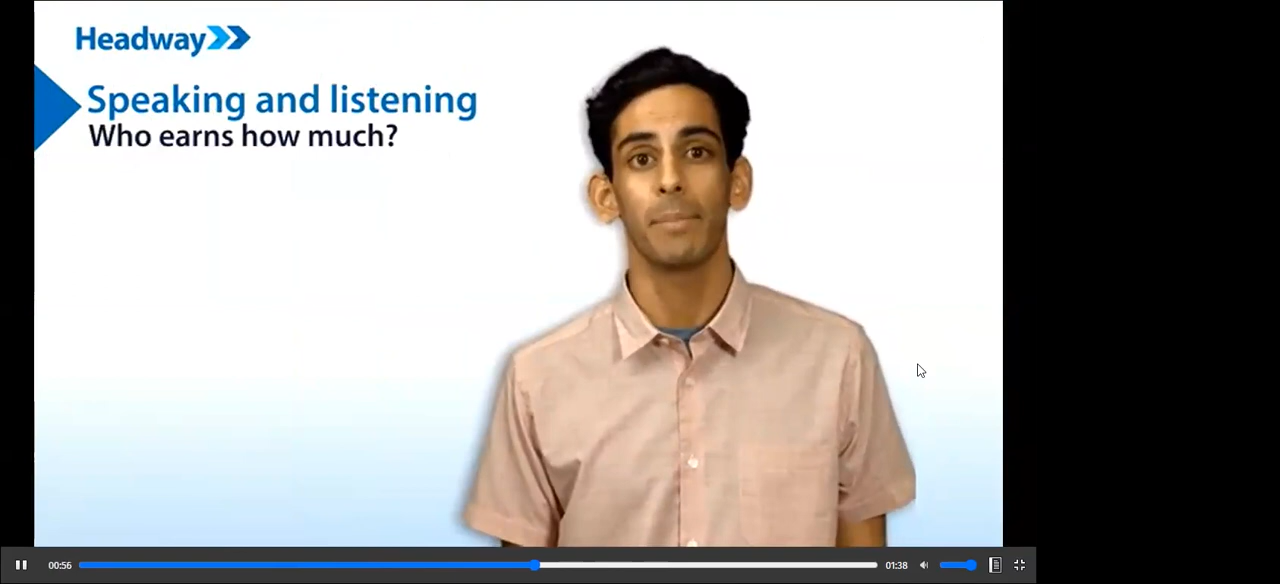 Headway
Speaking and listening
Who earns how much?
00:56
01:38